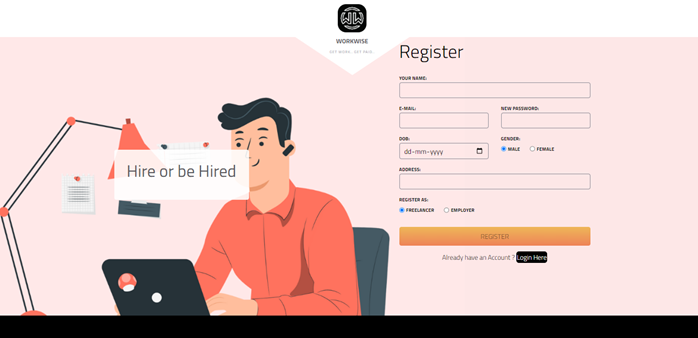 WORKWISE
GET WORK. GET PAID.
Register
YOUR NAME:
E-MAIL:
NEW PASSWORD:
DOB:
GENDER:
dd-mm-yyyy
MALE
FEMALE
Hire or be Hired
ADDRESS:
REGISTER AS:
FREELANCER
EMPLOYER
REGISTER
Already have an Account ? Login Here